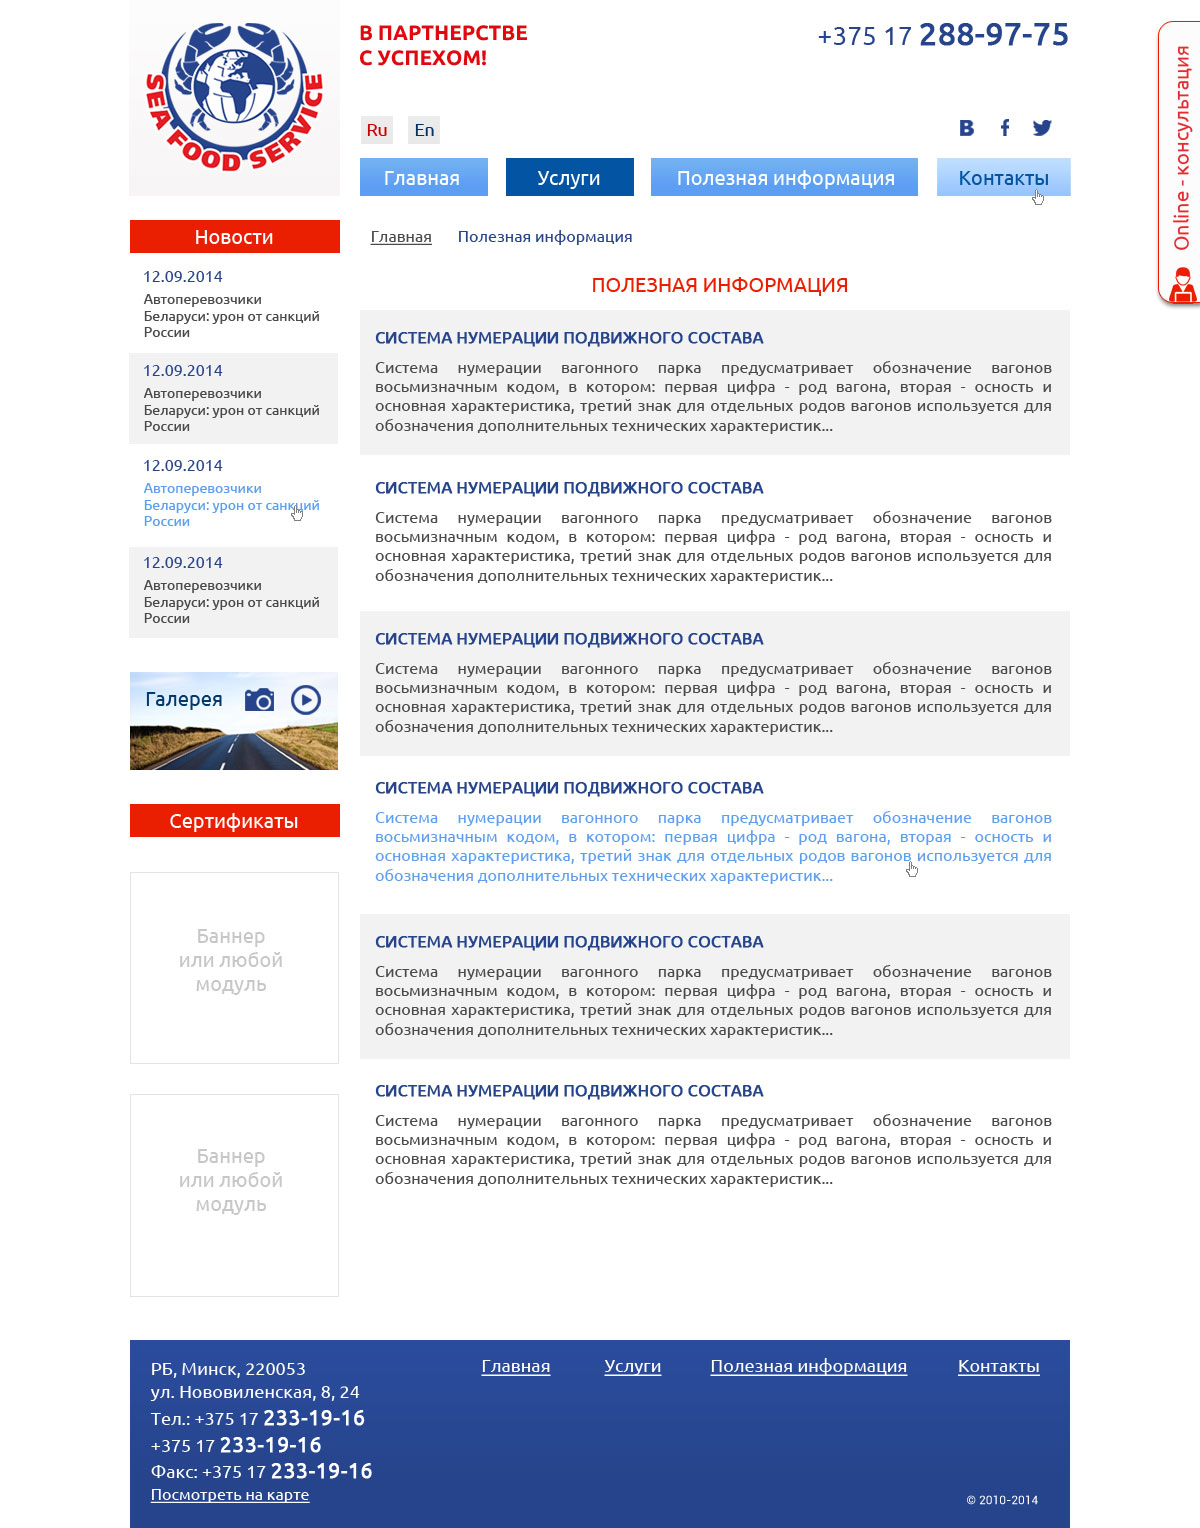 SEA FOOD SERVICE
В ПАРТНЕРСТВЕ
С УСПЕХОМ!
+375 17 288-97-75
Ru En
Главная Услуги Полезная информация Контакты
Online - консультация
Новости
12.09.2014
Автоперевозчики
Беларуси: урон от санкций
России
12.09.2014
Автоперевозчики
Беларуси: урон от санкций
России
12.09.2014
Автоперевозчики
Беларуси: урон от санкций
России
12.09.2014
Автоперевозчики
Беларуси: урон от санкций
России
Галерея
Сертификаты
Баннер
или любой
модуль
Баннер
или любой
модуль
Главная Полезная информация
ПОЛЕЗНАЯ ИНФОРМАЦИЯ
СИСТЕМА НУМЕРАЦИИ ПОДВИЖНОГО СОСТАВА
Система нумерации вагонного парка предусматривает обозначение вагонов
восьмизначным кодом, в котором: первая цифра - род вагона, вторая - осность и
основная характеристика, третий знак для отдельных родов вагонов используется для
обозначения дополнительных технических характеристик...
СИСТЕМА НУМЕРАЦИИ ПОДВИЖНОГО СОСТАВА
Система нумерации вагонного парка предусматривает обозначение вагонов
восьмизначным кодом, в котором: первая цифра - род вагона, вторая - осность и
основная характеристика, третий знак для отдельных родов вагонов используется для
обозначения дополнительных технических характеристик...
СИСТЕМА НУМЕРАЦИИ ПОДВИЖНОГО СОСТАВА
Система нумерации вагонного парка предусматривает обозначение вагонов
восьмизначным кодом, в котором: первая цифра - род вагона, вторая - осность и
основная характеристика, третий знак для отдельных родов вагонов используется для
обозначения дополнительных технических характеристик...
СИСТЕМА НУМЕРАЦИИ ПОДВИЖНОГО СОСТАВА
Система нумерации вагонного парка предусматривает обозначение вагонов
восьмизначным кодом, в котором: первая цифра - род вагона, вторая - осность и
основная характеристика, третий знак для отдельных родов вагонов используется для
обозначения дополнительных технических характеристик...
СИСТЕМА НУМЕРАЦИИ ПОДВИЖНОГО СОСТАВА
Система нумерации вагонного парка предусматривает обозначение вагонов
восьмизначным кодом, в котором: первая цифра - род вагона, вторая - осность и
основная характеристика, третий знак для отдельных родов вагонов используется для
обозначения дополнительных технических характеристик...
СИСТЕМА НУМЕРАЦИИ ПОДВИЖНОГО СОСТАВА
Система нумерации вагонного парка предусматривает обозначение вагонов
восьмизначным кодом, в котором: первая цифра - род вагона, вторая - осность и
основная характеристика, третий знак для отдельных родов вагонов используется для
обозначения дополнительных технических характеристик...
РБ, Минск, 220053
ул. Нововиленская, 8, 24
Тел.: +375 17 233-19-16
+375 17 233-19-16
Факс: +375 17 233-19-16
Посмотреть на карте
Главная Услуги Полезная информация Контакты
© 2010-2014